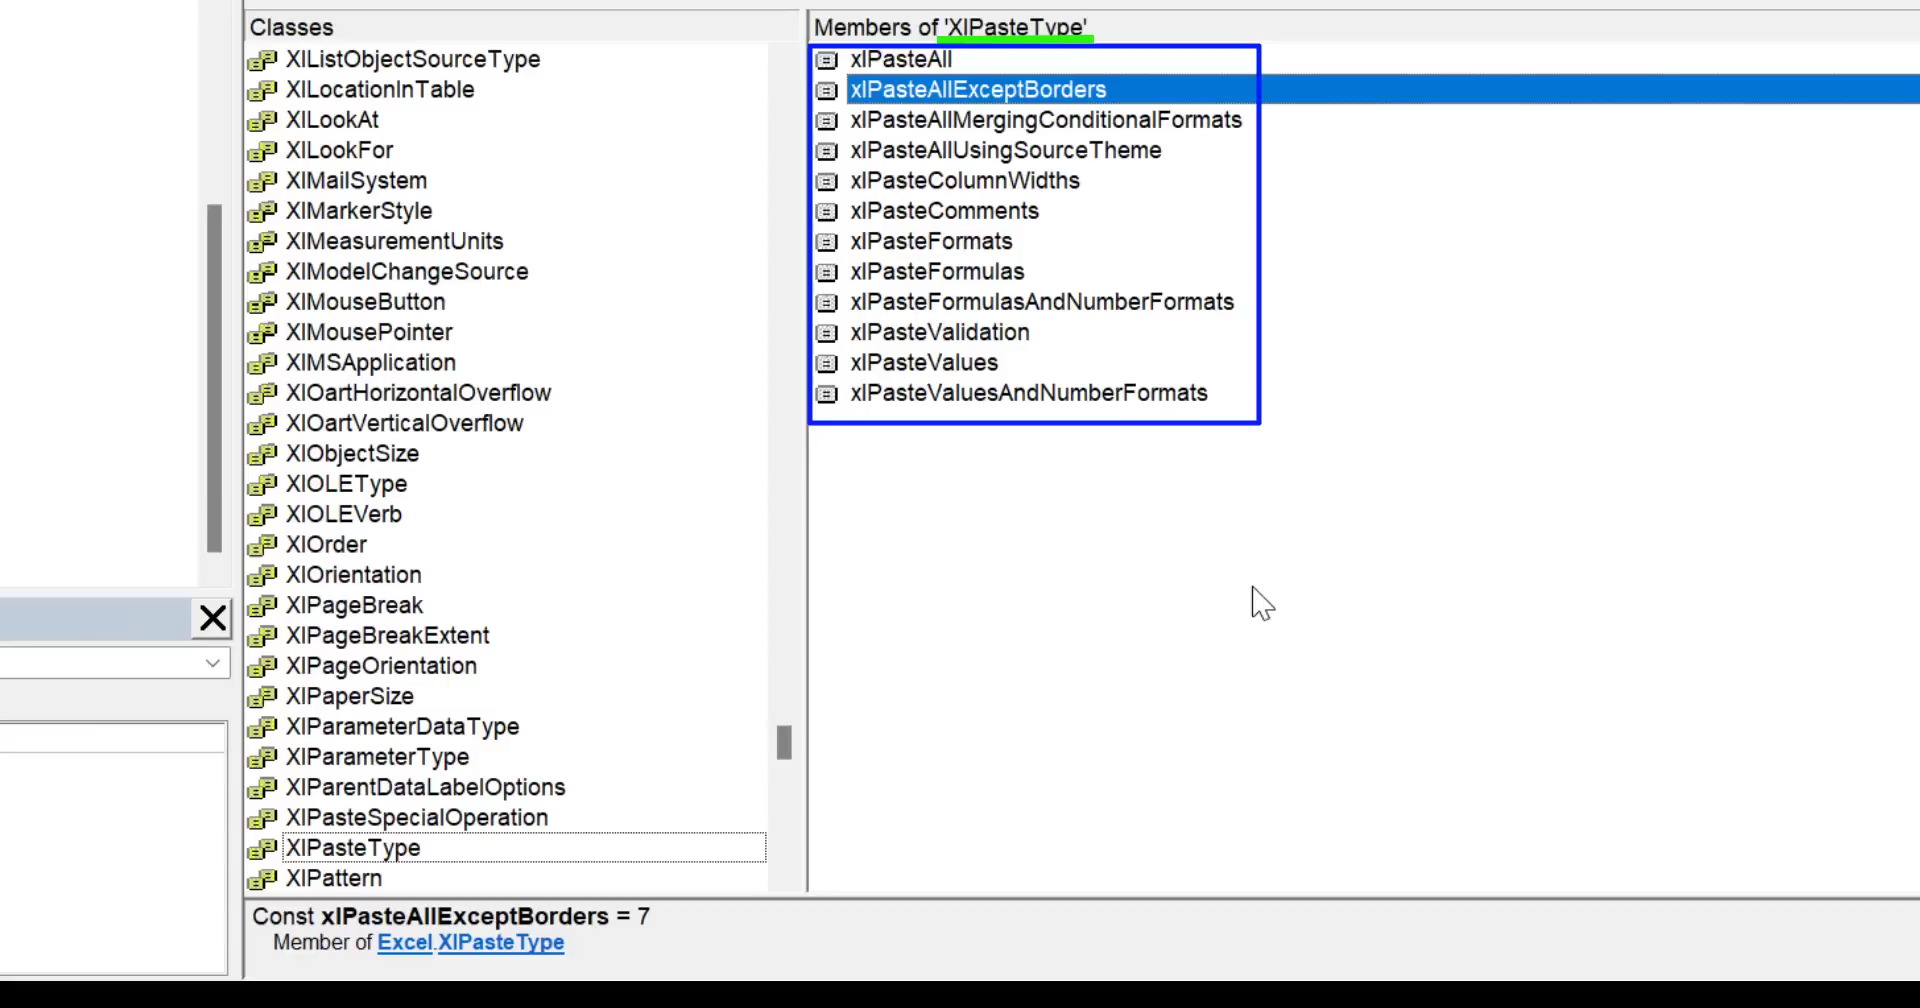 Classes
XlListObjectSourceType
XlLocationInTable
XlLookAt
XlLookFor
XlMailSystem
XlMarkerStyle
XlMeasurementUnits
XlModelChangeSource
XlMouseButton
XlMousePointer
XlMSApplication
XlOartHorizontalOverflow
XlOartVerticalOverflow
XlObjectSize
XlOLEType
XlOLEVerb
XlOrder
XlOrientation
XlPageBreak
XlPageBreakExtent
XlPageOrientation
XlPaperSize
XlParameterDataType
XlParameterType
XlParentDataLabelOptions
XlPasteSpecialOperation
XlPasteType
XlPattern
Members of 'XlPasteType'
xlPasteAll
xlPasteAllExceptBorders
xlPasteAllMergingConditionalFormats
xlPasteAllUsingSourceTheme
xlPasteColumnWidths
xlPasteComments
xlPasteFormats
xlPasteFormulas
xlPasteFormulasAndNumberFormats
xlPasteValidation
xlPasteValues
xlPasteValuesAndNumberFormats
Const xlPasteAllExceptBorders = 7
Member of Excel.XlPasteType